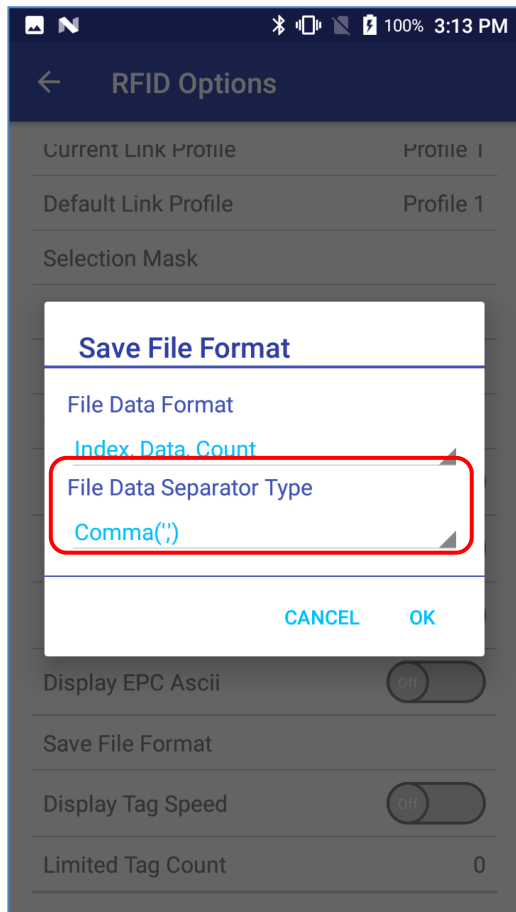 100% 3:13 PM
RFID Options
Current Link Profile Profile 1
Default Link Profile Profile 1
Selection Mask
Save File Format
File Data Format
Index, Data, Count
File Data Separator Type
Comma(',')
CANCEL OK
Display EPC Ascii Off
Save File Format
Display Tag Speed Off
Limited Tag Count 0